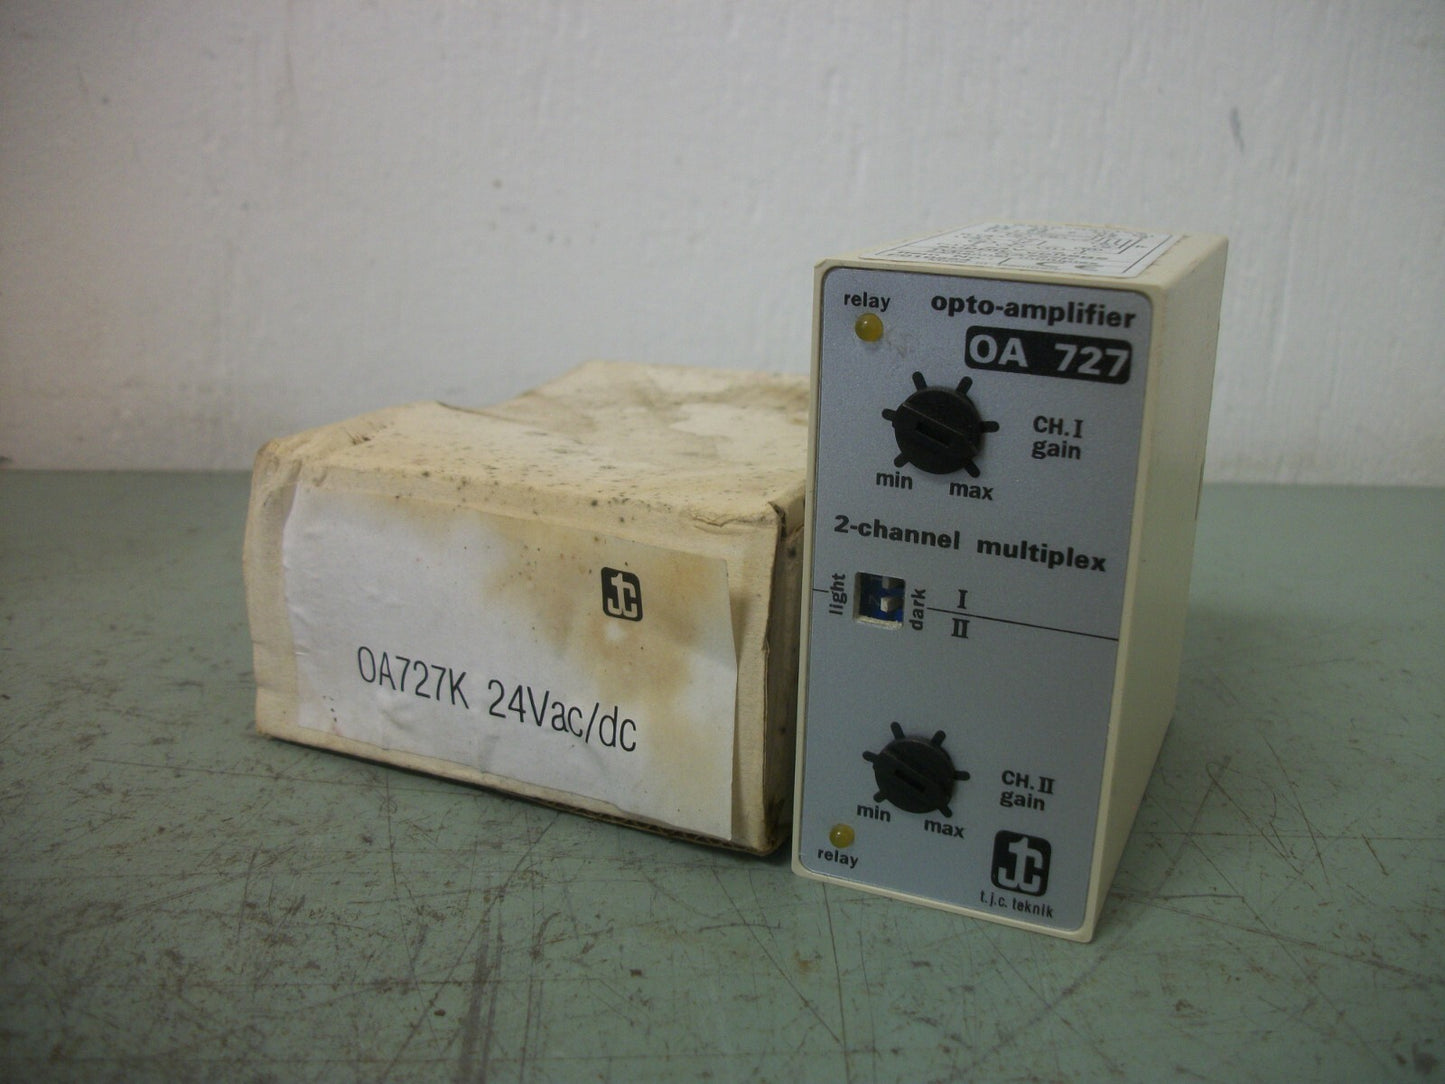 OA727K 24Vac/dc
relay
opto-amplifier
OA 727
CH.I
gain
min max
2-channel multiplex
light
dark
I
II
CH.II
gain
min max
relay
t.j.c. teknik